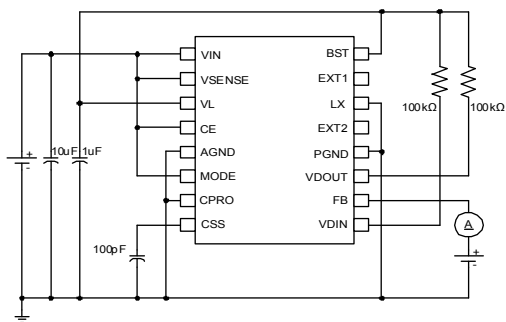 VIN
BST
VSENSE
EXT1
VL
LX
100kΩ
100kΩ
CE
EXT2
+
10uF
1uF
AGND
PGND
-
MODE
VDOUT
CPRO
FB
CSS
VDIN
A
100pF
+
-